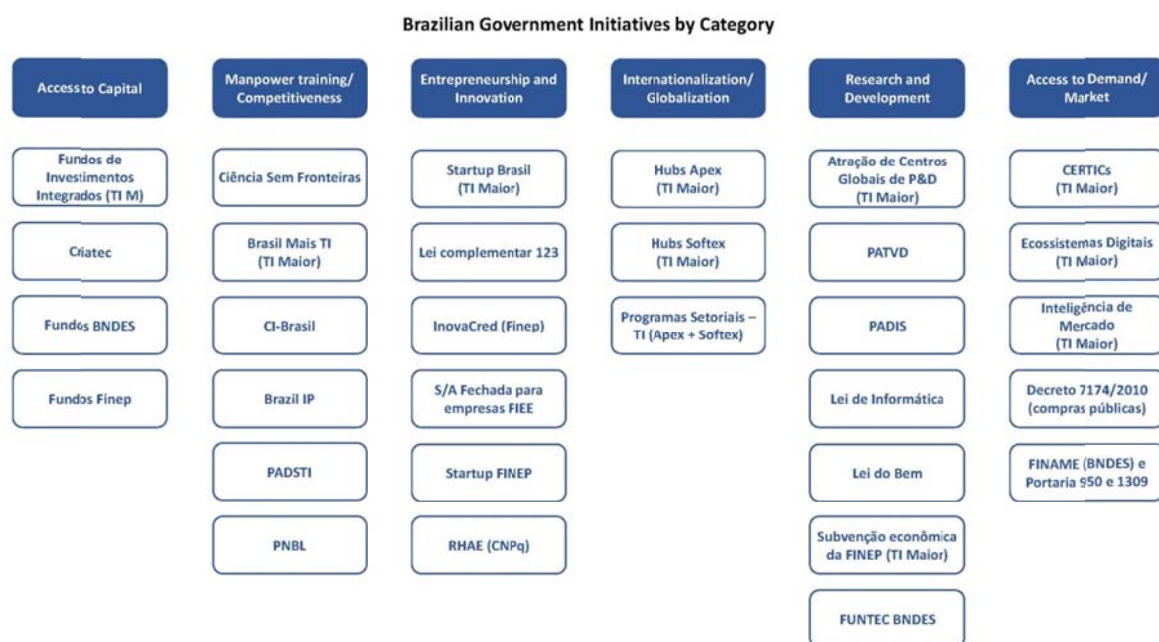 Brazilian Government Initiatives by Category
Access to Capital
Fundos de
Investimentos
Integrados (TI M)
Criatec
Fundos BNDES
Fundos Finep
Manpower training/
Competitiveness
Ciência Sem Fronteiras
Brasil Mais TI
(TI Maior)
CI-Brasil
Brazil IP
PADSTI
PNBL
Entrepreneurship and
Innovation
Startup Brasil
(TI Maior)
Lei complementar 123
InovaCred (Finep)
S/A Fechada para
empresas FIEE
Startup FINEP
RHAE (CNPq)
Internationalization/
Globalization
Hubs Apex
(TI Maior)
Hubs Softex
(TI Maior)
Programas Setoriais –
TI (Apex + Softex)
Research and
Development
Atração de Centros
Globais de P&D
(TI Maior)
PATVD
PADIS
Lei de Informática
Lei do Bem
Subvenção econômica
da FINEP (TI Maior)
FUNTEC BNDES
Access to Demand/
Market
CERTICs
(TI Maior)
Ecossistemas Digitais
(TI Maior)
Inteligência de
Mercado
(TI Maior)
Decreto 7174/2010
(compras públicas)
FINAME (BNDES) e
Portaria 950 e 1309